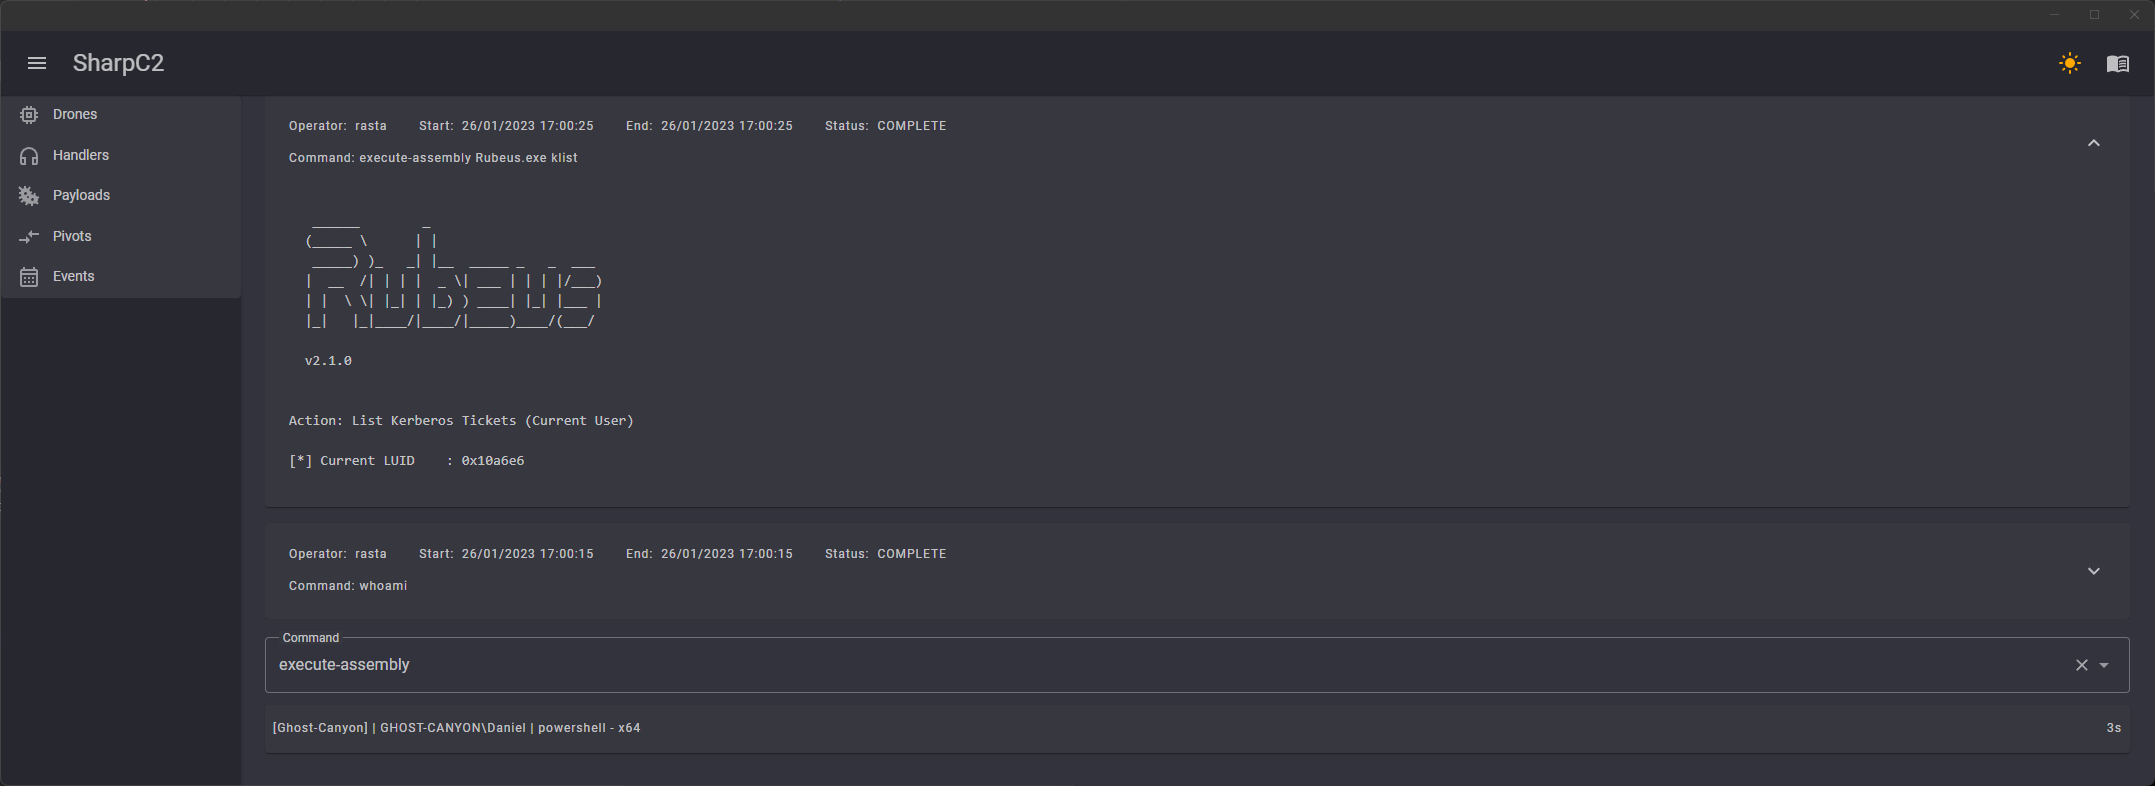 SharpC2
Drones
Handlers
Payloads
Pivots
Events
Operator: rasta Start: 26/01/2023 17:00:25 End: 26/01/2023 17:00:25 Status: COMPLETE
Command: execute-assembly Rubeus.exe klist
   ______        _
  (_____ \      | |
   _____) )_   _| |__  _____ _   _  ___
  |  __  /| | | |  _ \| ___ | | | |/___)
  | |  \ \| |_| | |_) ) ____| |_| |___ |
  |_|   |_|____/|____/|_____)____/(___/
v2.1.0
Action: List Kerberos Tickets (Current User)
[*] Current LUID    : 0x10a6e6
Operator: rasta Start: 26/01/2023 17:00:15 End: 26/01/2023 17:00:15 Status: COMPLETE
Command: whoami
Command
execute-assembly
[Ghost-Canyon] | GHOST-CANYON\Daniel | powershell - x64 3s